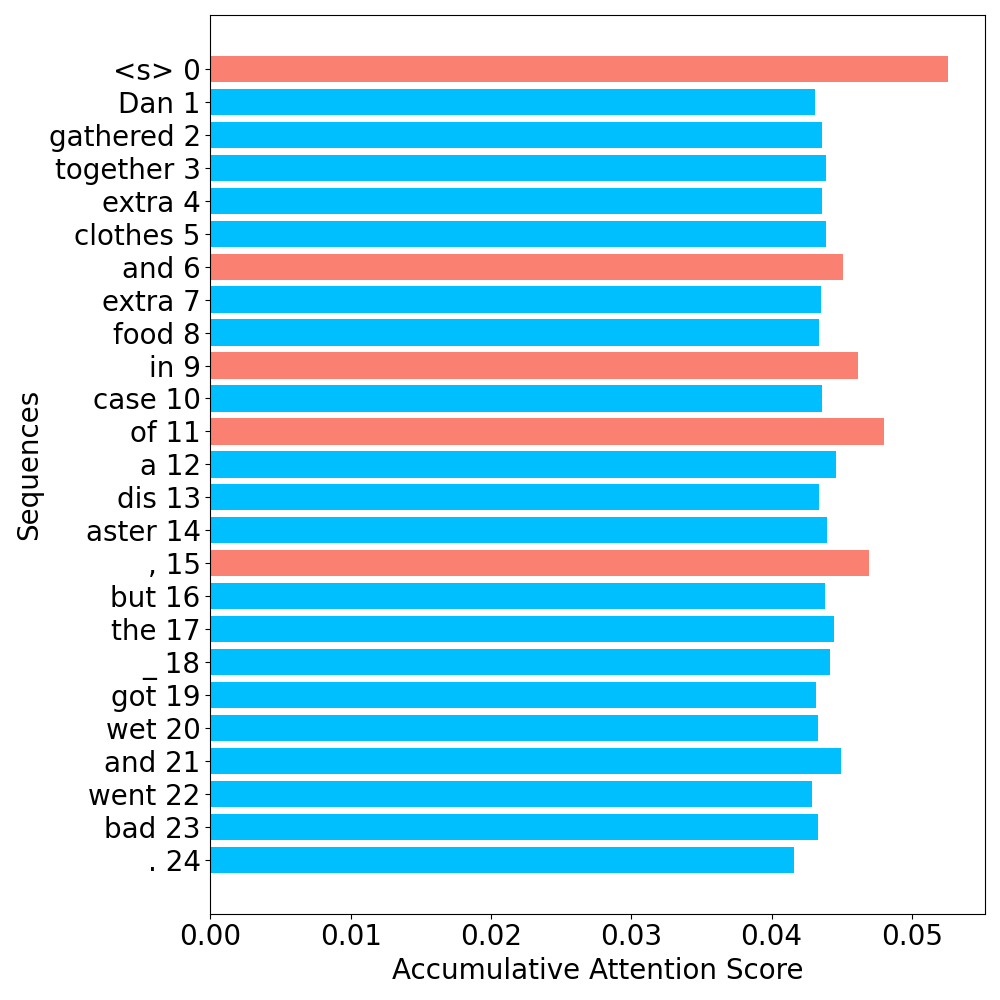 <s> 0
Dan 1
gathered 2
together 3
extra 4
clothes 5
and 6
extra 7
food 8
in 9
case 10
of 11
a 12
dis 13
aster 14
, 15
but 16
the 17
_ 18
got 19
wet 20
and 21
went 22
bad 23
. 24
Sequences
0.00 0.01 0.02 0.03 0.04 0.05
Accumulative Attention Score